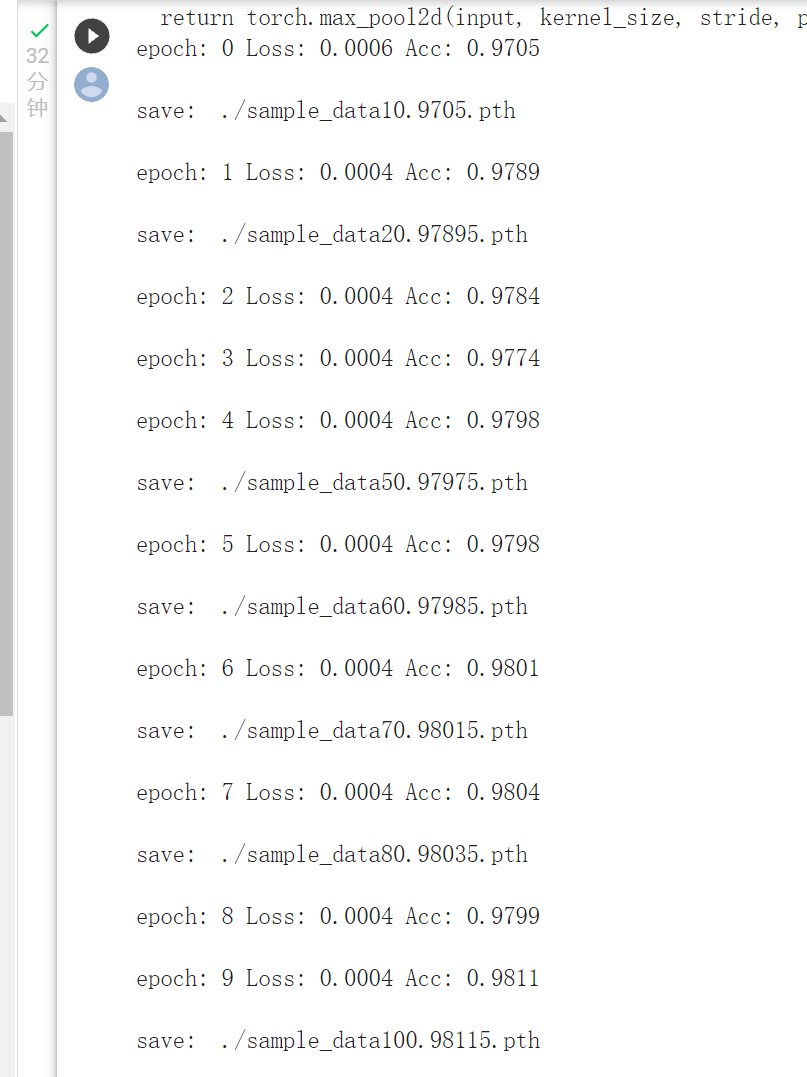 return torch.max_pool2d(input, kernel_size, stride, p
epoch: 0 Loss: 0.0006 Acc: 0.9705
save:  ./sample_data10.9705.pth
epoch: 1 Loss: 0.0004 Acc: 0.9789
save:  ./sample_data20.97895.pth
epoch: 2 Loss: 0.0004 Acc: 0.9784
epoch: 3 Loss: 0.0004 Acc: 0.9774
epoch: 4 Loss: 0.0004 Acc: 0.9798
save:  ./sample_data50.97975.pth
epoch: 5 Loss: 0.0004 Acc: 0.9798
save:  ./sample_data60.97985.pth
epoch: 6 Loss: 0.0004 Acc: 0.9801
save:  ./sample_data70.98015.pth
epoch: 7 Loss: 0.0004 Acc: 0.9804
save:  ./sample_data80.98035.pth
epoch: 8 Loss: 0.0004 Acc: 0.9799
epoch: 9 Loss: 0.0004 Acc: 0.9811
save:  ./sample_data100.98115.pth
32
分
钟